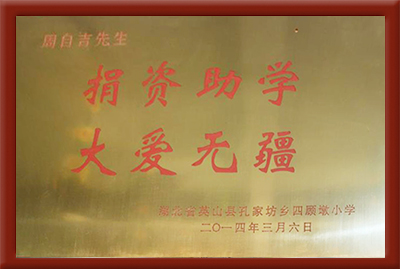 周自吉先生
捐资助学
大爱无疆
湖北省英山县孔家坊乡四顾墩小学
二〇一四年三月六日